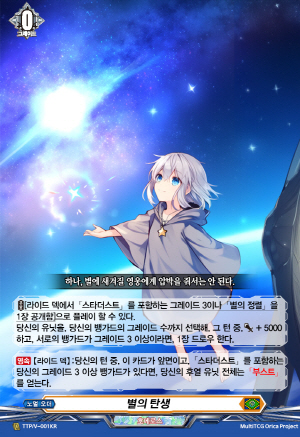 0
그레이드
하나, 별에 새겨질 영웅에게 압박을 줘서는 안 된다.
[라이드 덱에서 「스타더스트」를 포함하는 그레이드 3이나 「별의 정렬」을
1장 공개함]으로 플레이 할 수 있다.
당신의 유닛을, 당신의 뱅가드의 그레이드 수까지 선택해, 그 턴 중, +5000
하고, 서로의 뱅가드가 그레이드 3 이상이라면, 1장 드로우 한다.
영속 [라이드 덱] : 당신의 턴 중, 이 카드가 앞면이고, 「스타더스트」를 포함하는
당신의 그레이드 3 이상 뱅가드가 있다면, 당신의 후열 유닛 전체는 「부스트」
를 얻는다.
노멀 오더
별의 탄생
TTP/V-001KR
MultiTCG Orica Project